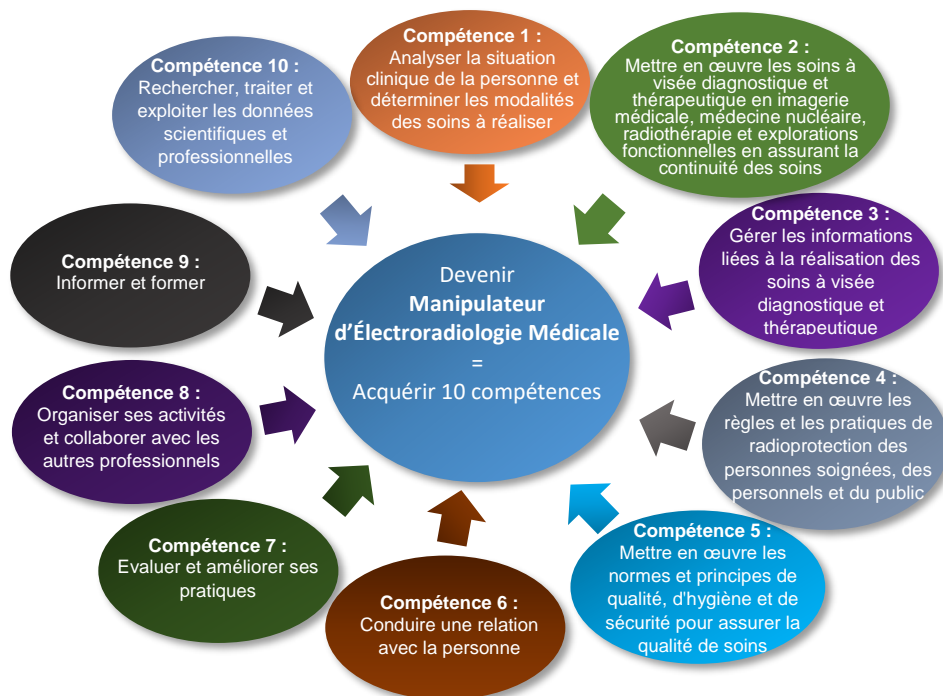 Compétence 1 :
Analyser la situation
clinique de la personne et
déterminer les modalités
des soins à réaliser
Compétence 2 :
Mettre en œuvre les soins à
visée diagnostique et
thérapeutique en imagerie
médicale, médecine nucléaire,
radiothérapie et explorations
fonctionnelles en assurant la
continuité des soins
Compétence 3 :
Gérer les informations
liées à la réalisation des
soins à visée
diagnostique et
thérapeutique
Compétence 4 :
Mettre en œuvre les
règles et les pratiques de
radioprotection des
personnes soignées, des
personnels et du public
Compétence 5 :
Mettre en œuvre les
normes et principes de
qualité, d'hygiène et de
sécurité pour assurer la
qualité de soins
Compétence 6 :
Conduire une relation
avec la personne
Compétence 7 :
Evaluer et améliorer ses
pratiques
Compétence 8 :
Organiser ses activités
et collaborer avec les
autres professionnels
Compétence 9 :
Informer et former
Compétence 10 :
Rechercher, traiter et
exploiter les données
scientifiques et
professionnelles
Devenir
Manipulateur
d'Électroradiologie Médicale
=
Acquérir 10 compétences